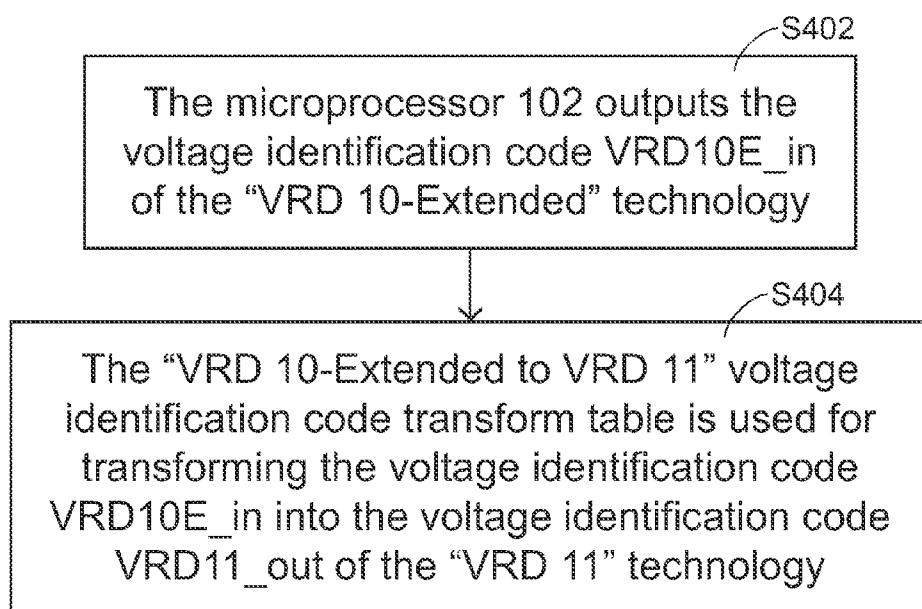 S402
The microprocessor 102 outputs the
voltage identification code VRD10E_in
of the “VRD 10-Extended” technology
S404
The “VRD 10-Extended to VRD 11” voltage
identification code transform table is used for
transforming the voltage identification code
VRD10E_in into the voltage identification code
VRD11_out of the “VRD 11” technology